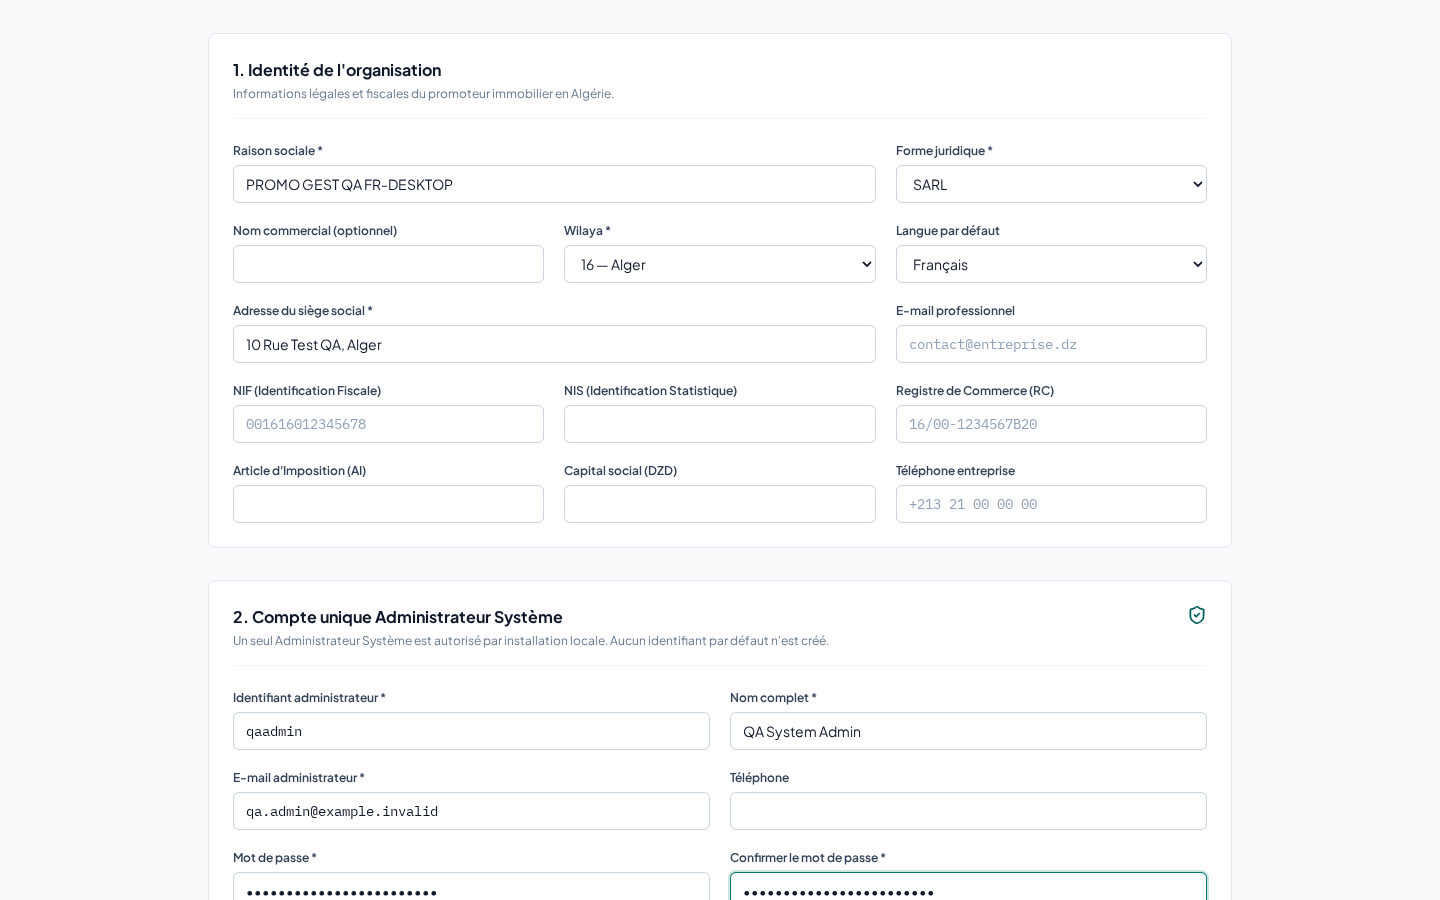 1. Identité de l'organisation
Informations légales et fiscales du promoteur immobilier en Algérie.
Raison sociale * Forme juridique *
PROMO GEST QA FR-DESKTOP SARL
Nom commercial (optionnel) Wilaya * Langue par défaut
16 — Alger Français
Adresse du siège social * E-mail professionnel
10 Rue Test QA, Alger contact@entreprise.dz
NIF (Identification Fiscale) NIS (Identification Statistique) Registre de Commerce (RC)
001616012345678 16/00-1234567B20
Article d'Imposition (AI) Capital social (DZD) Téléphone entreprise
+213 21 00 00 00
2. Compte unique Administrateur Système
Un seul Administrateur Système est autorisé par installation locale. Aucun identifiant par défaut n'est créé.
Identifiant administrateur * Nom complet *
qaadmin QA System Admin
E-mail administrateur * Téléphone
qa.admin@example.invalid
Mot de passe * Confirmer le mot de passe *
•••••••••••••••••••••••• ••••••••••••••••••••••••